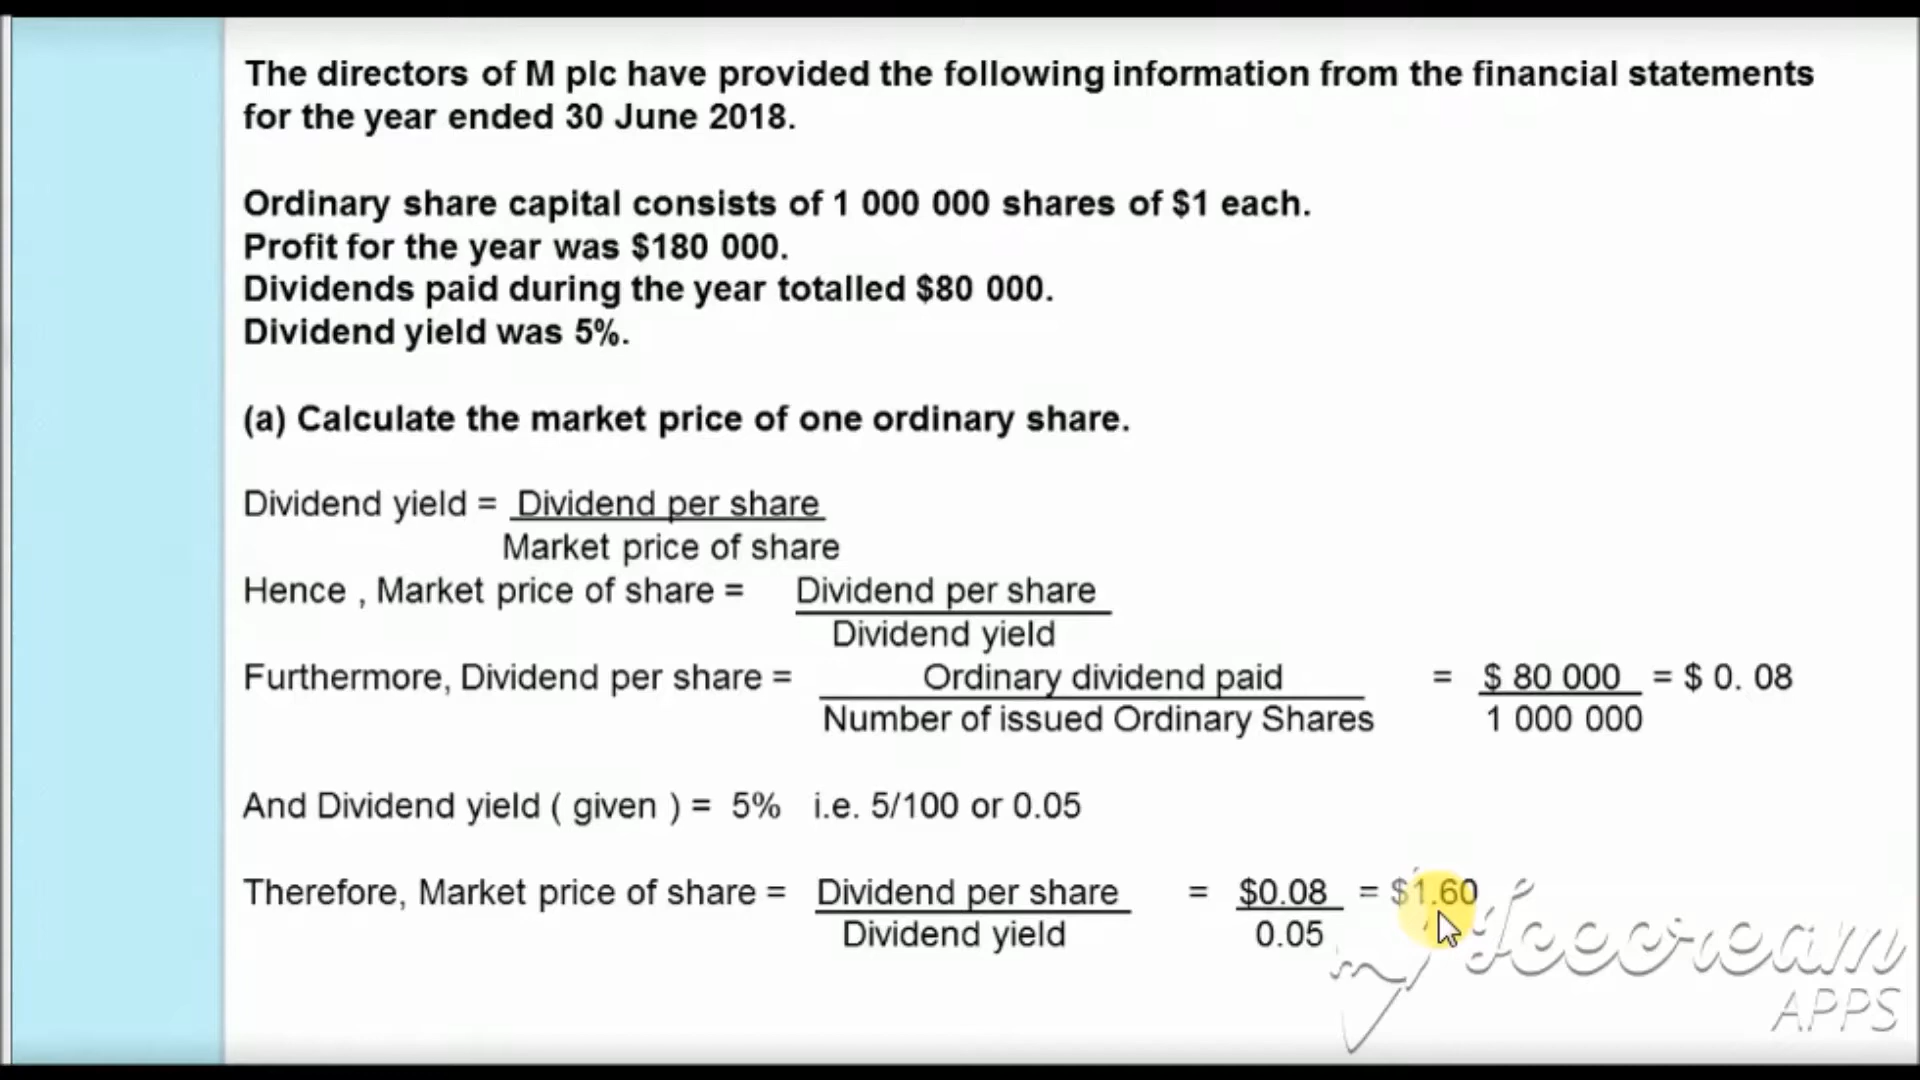 The directors of M plc have provided the following information from the financial statements
for the year ended 30 June 2018.
Ordinary share capital consists of 1 000 000 shares of $1 each.
Profit for the year was $180 000.
Dividends paid during the year totalled $80 000.
Dividend yield was 5%.
(a) Calculate the market price of one ordinary share.
Dividend yield = Dividend per share
Market price of share
Hence , Market price of share = Dividend per share
Dividend yield
Furthermore, Dividend per share = Ordinary dividend paid = $ 80 000 = $ 0. 08
Number of issued Ordinary Shares 1 000 000
And Dividend yield ( given ) = 5% i.e. 5/100 or 0.05
Therefore, Market price of share = Dividend per share = $0.08 = $1.60
Dividend yield 0.05
Icecream
APPS